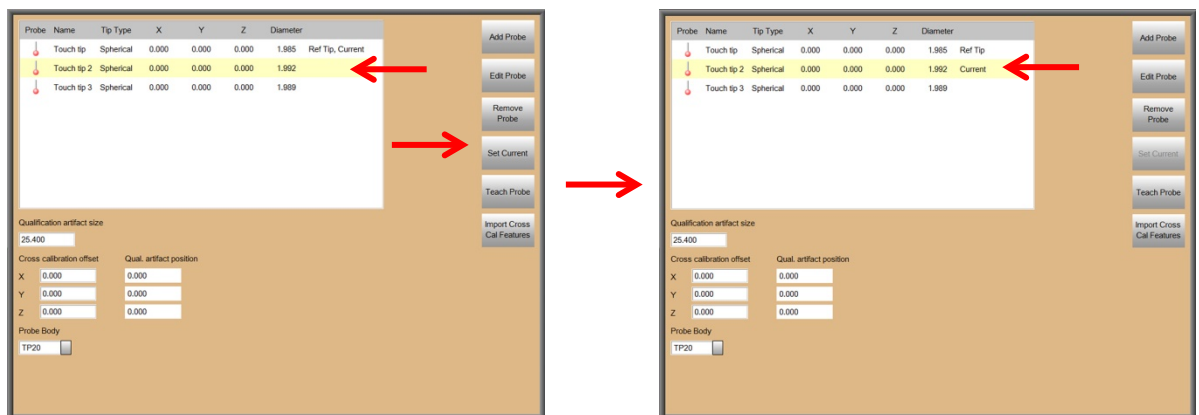 Probe Name Tip Type X Y Z Diameter
Touch tip Spherical 0.000 0.000 0.000 1.985 Ref Tip, Current
Touch tip 2 Spherical 0.000 0.000 0.000 1.992
Touch tip 3 Spherical 0.000 0.000 0.000 1.989
Add Probe
Edit Probe
Remove
Probe
Set Current
Teach Probe
Import Cross
Cal Features
Qualification artifact size
25.400
Cross calibration offset Qual. artifact position
X 0.000 0.000
Y 0.000 0.000
Z 0.000 0.000
Probe Body
TP20
Probe Name Tip Type X Y Z Diameter
Touch tip Spherical 0.000 0.000 0.000 1.985 Ref Tip
Touch tip 2 Spherical 0.000 0.000 0.000 1.992 Current
Touch tip 3 Spherical 0.000 0.000 0.000 1.989
Add Probe
Edit Probe
Remove
Probe
Set Current
Teach Probe
Import Cross
Cal Features
Qualification artifact size
25.400
Cross calibration offset Qual. artifact position
X 0.000 0.000
Y 0.000 0.000
Z 0.000 0.000
Probe Body
TP20